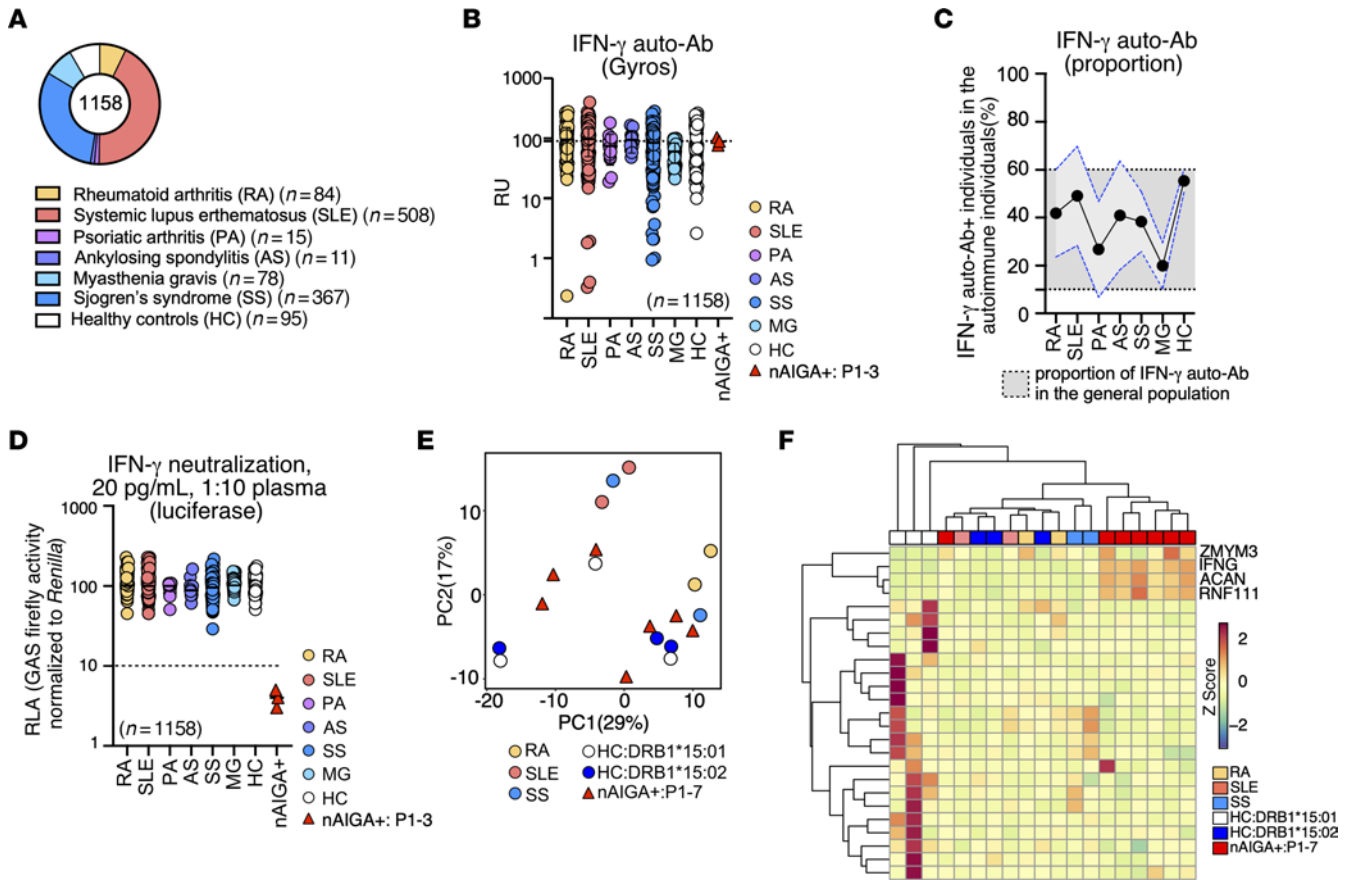 A
1158
Rheumatoid arthritis (RA) (n=84)
Systemic lupus erthematosus (SLE) (n=508)
Psoriatic arthritis (PA) (n=15)
Ankylosing spondylitis (AS) (n=11)
Myasthenia gravis (n=78)
Sjogren's syndrome (SS) (n=367)
Healthy controls (HC) (n=95)
B
IFN-γ auto-Ab
(Gyros)
RU
1000
100
10
1
(n=1158)
RA
SLE
PA
AS
SS
MG
HC
nAIGA+
RA
SLE
PA
AS
SS
MG
HC
nAIGA+: P1-3
C
IFN-γ auto-Ab
(proportion)
IFN-γ auto-Ab+ individuals in the
autoimmune individuals(%)
100
80
60
40
20
10
0
RA
SLE
PA
AS
SS
MG
HC
proportion of IFN-γ auto-Ab
in the general population
D
IFN-γ neutralization,
20 pg/mL, 1:10 plasma
(luciferase)
RLA (GAS firefly activity
normalized to Renilla)
1000
100
10
1
(n=1158)
RA
SLE
PA
AS
SS
MG
HC
nAIGA+
RA
SLE
PA
AS
SS
MG
HC
nAIGA+: P1-3
E
PC2(17%)
10
0
-10
-20
-10
0
10
PC1(29%)
RA
SLE
SS
HC:DRB1*15:01
HC:DRB1*15:02
nAIGA+:P1-7
F
ZMYM3
IFNG
ACAN
RNF111
Z Score
2
0
−2
RA
SLE
SS
HC:DRB1*15:01
HC:DRB1*15:02
nAIGA+:P1-7